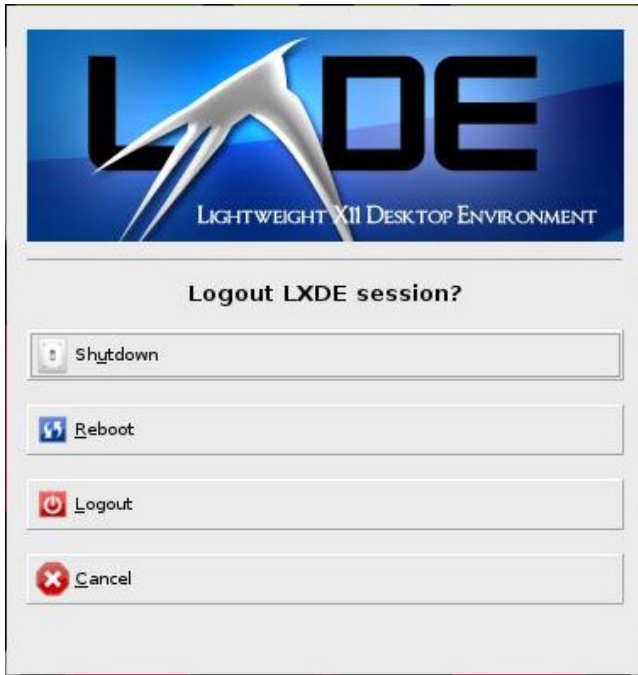 LXDE
LIGHTWEIGHT X11 DESKTOP ENVIRONMENT
Logout LXDE session?
Shutdown
Reboot
Logout
Cancel